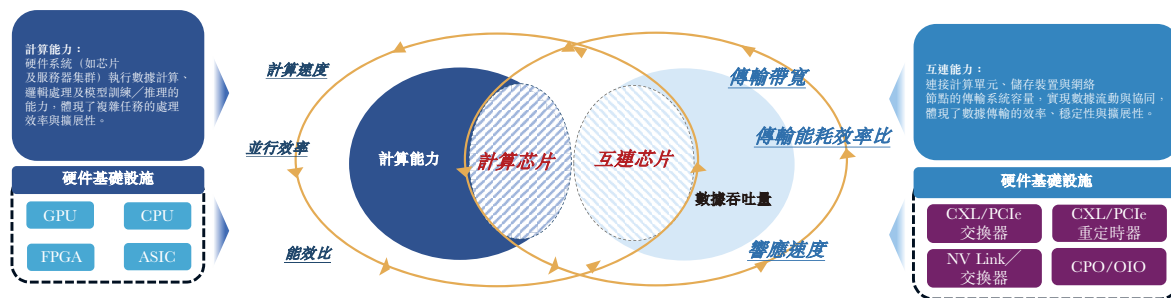 計算能力：
硬件系統（如芯片
及服務器集群）執行數據計算、
邏輯處理及模型訓練／推理的
能力，體現了複雜任務的處理
效率與擴展性。
硬件基礎設施
GPU
CPU
FPGA
ASIC
計算速度
並行效率
能效比
計算能力
計算芯片
互連芯片
數據吞吐量
傳輸帶寬
傳輸能耗效率比
響應速度
互連能力：
連接計算單元、儲存裝置與網絡
節點的傳輸系統容量，實現數據流動與協同，
體現了數據傳輸的效率、穩定性與擴展性。
硬件基礎設施
CXL/PCIe
交換器
CXL/PCIe
重定時器
NV Link／
交換器
CPO/OIO